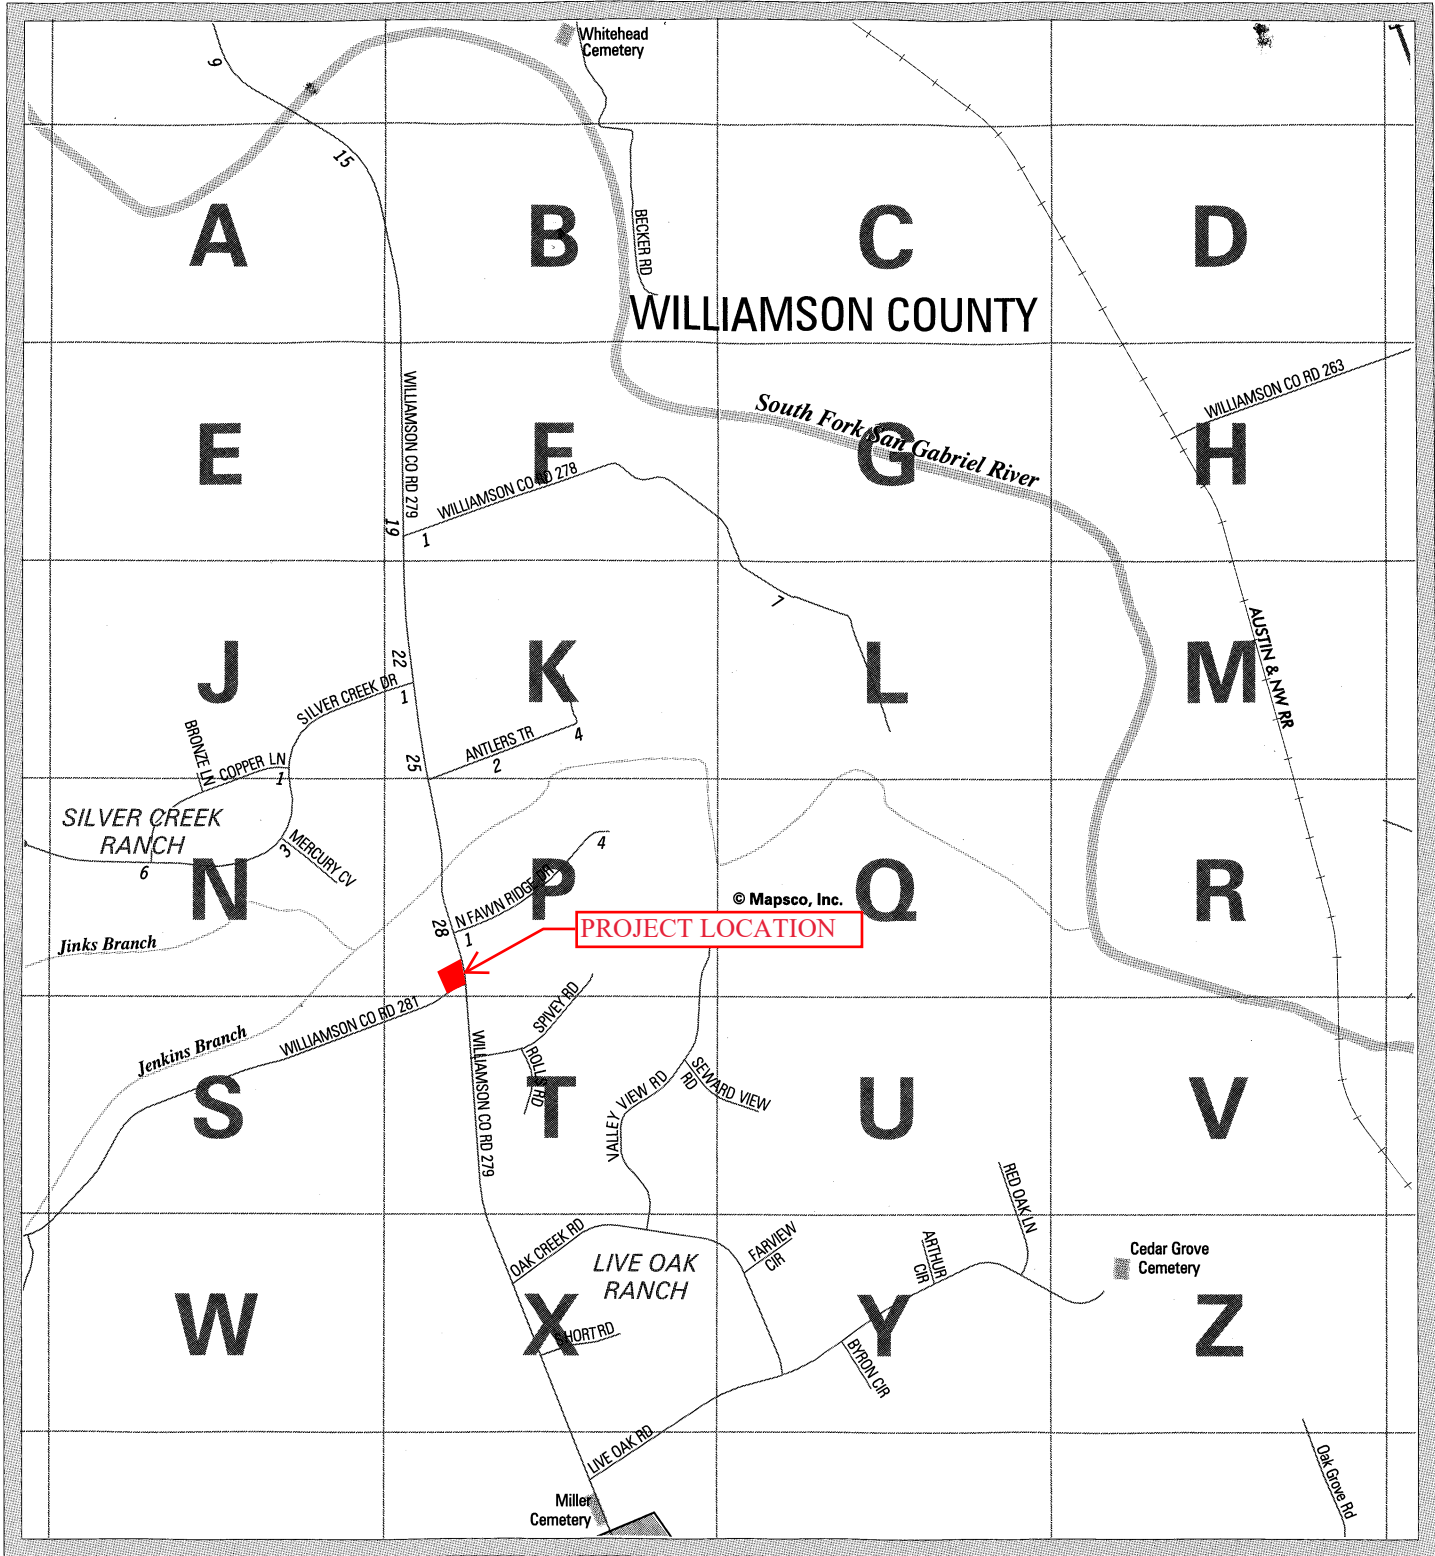 Whitehead
Cemetery
9
15
A
B
C
D
BECKER RD
WILLIAMSON COUNTY
WILLIAMSON CO RD 279
WILLIAMSON CO RD 263
South Fork San Gabriel River
E
F
G
H
WILLIAMSON CO RD 278
19
1
7
J
K
L
M
22
SILVER CREEK DR
1
AUSTIN & NW RR
BRONZE LN
COPPER LN
1
25
ANTLERS TR
2
4
SILVER CREEK
RANCH
6
3
MERCURY CV
4
N
P
Q
R
N FAWN RIDGE DR
© Mapsco, Inc.
28
1
PROJECT LOCATION
Jinks Branch
SPIVEY RD
WILLIAMSON CO RD 281
Jenkins Branch
WILLIAMSON CO RD 279
ROLLS RD
VALLEY VIEW RD
SEWARD VIEW
RD
S
T
U
V
RED OAK LN
OAK CREEK RD
LIVE OAK
RANCH
FARVIEW
CIR
ARTHUR
CIR
Cedar Grove
Cemetery
W
X
Y
Z
SHORT RD
BYRON CIR
LIVE OAK RD
Oak Grove Rd
Miller
Cemetery